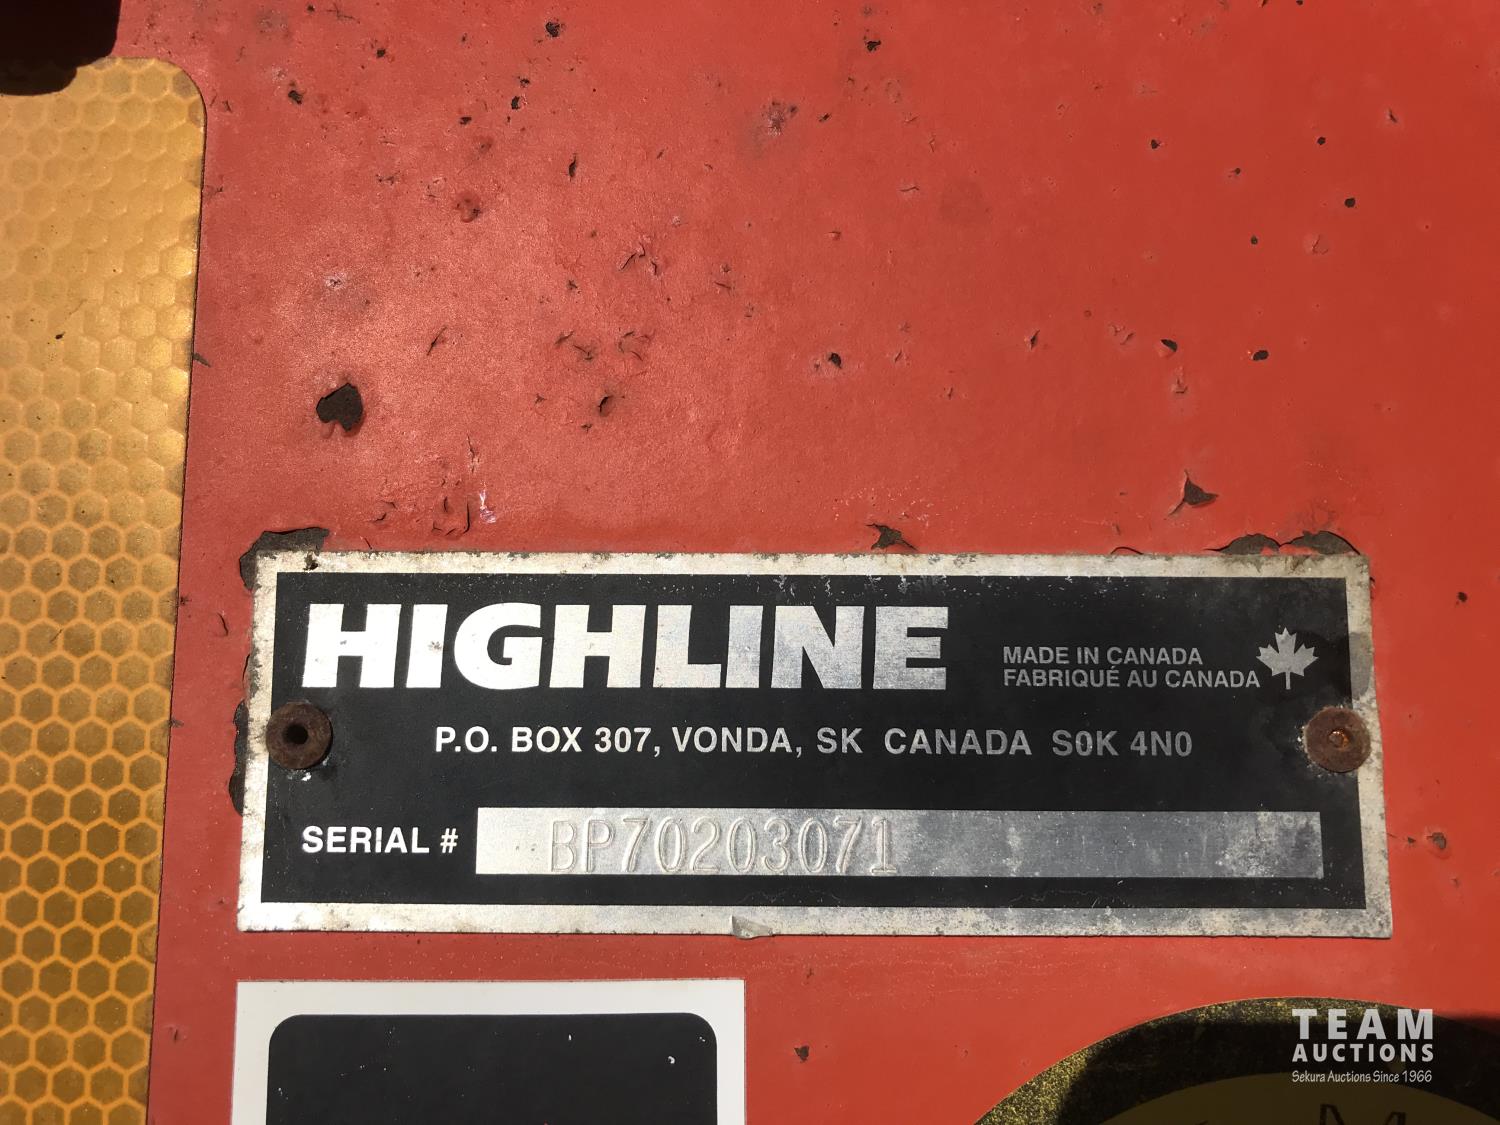 HIGHLINE
MADE IN CANADA
FABRIQUÉ AU CANADA
P.O. BOX 307, VONDA, SK CANADA S0K 4N0
SERIAL # BP70203071
TEAM
AUCTIONS
Sekura Auctions Since 1966